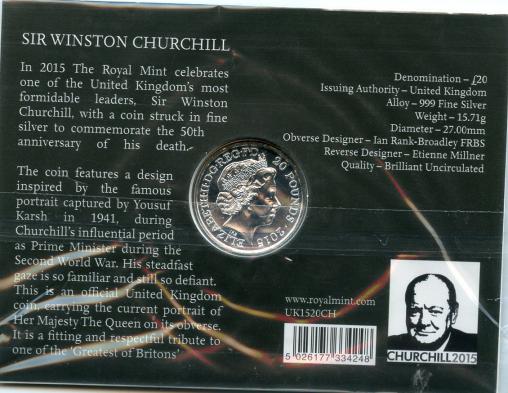 SIR WINSTON CHURCHILL
In 2015 The Royal Mint celebrates
one of the United Kingdom's most
formidable leaders, Sir Winston
Churchill, with a coin struck in fine
silver to commemorate the 50th
anniversary of his death.
The coin features a design
inspired by the famous
portrait captured by Yousuf
Karsh in 1941, during
Churchill's influential period
as Prime Minister during the
Second World War. His steadfast
gaze is so familiar and still so defiant.
This is an official United Kingdom
coin, carrying the current portrait of
Her Majesty The Queen on its obverse.
It is a fitting and respectful tribute to
one of the 'Greatest of Britons'
Denomination – £20
Issuing Authority – United Kingdom
Alloy – 999 Fine Silver
Weight – 15.71g
Diameter – 27.00mm
Obverse Designer – Ian Rank-Broadley FRBS
Reverse Designer – Etienne Millner
Quality – Brilliant Uncirculated
ELIZABETH·II·D·G·REG·F·D· 20 POUNDS · 2015
www.royalmint.com
UK1520CH
5 026177 334248
CHURCHILL2015